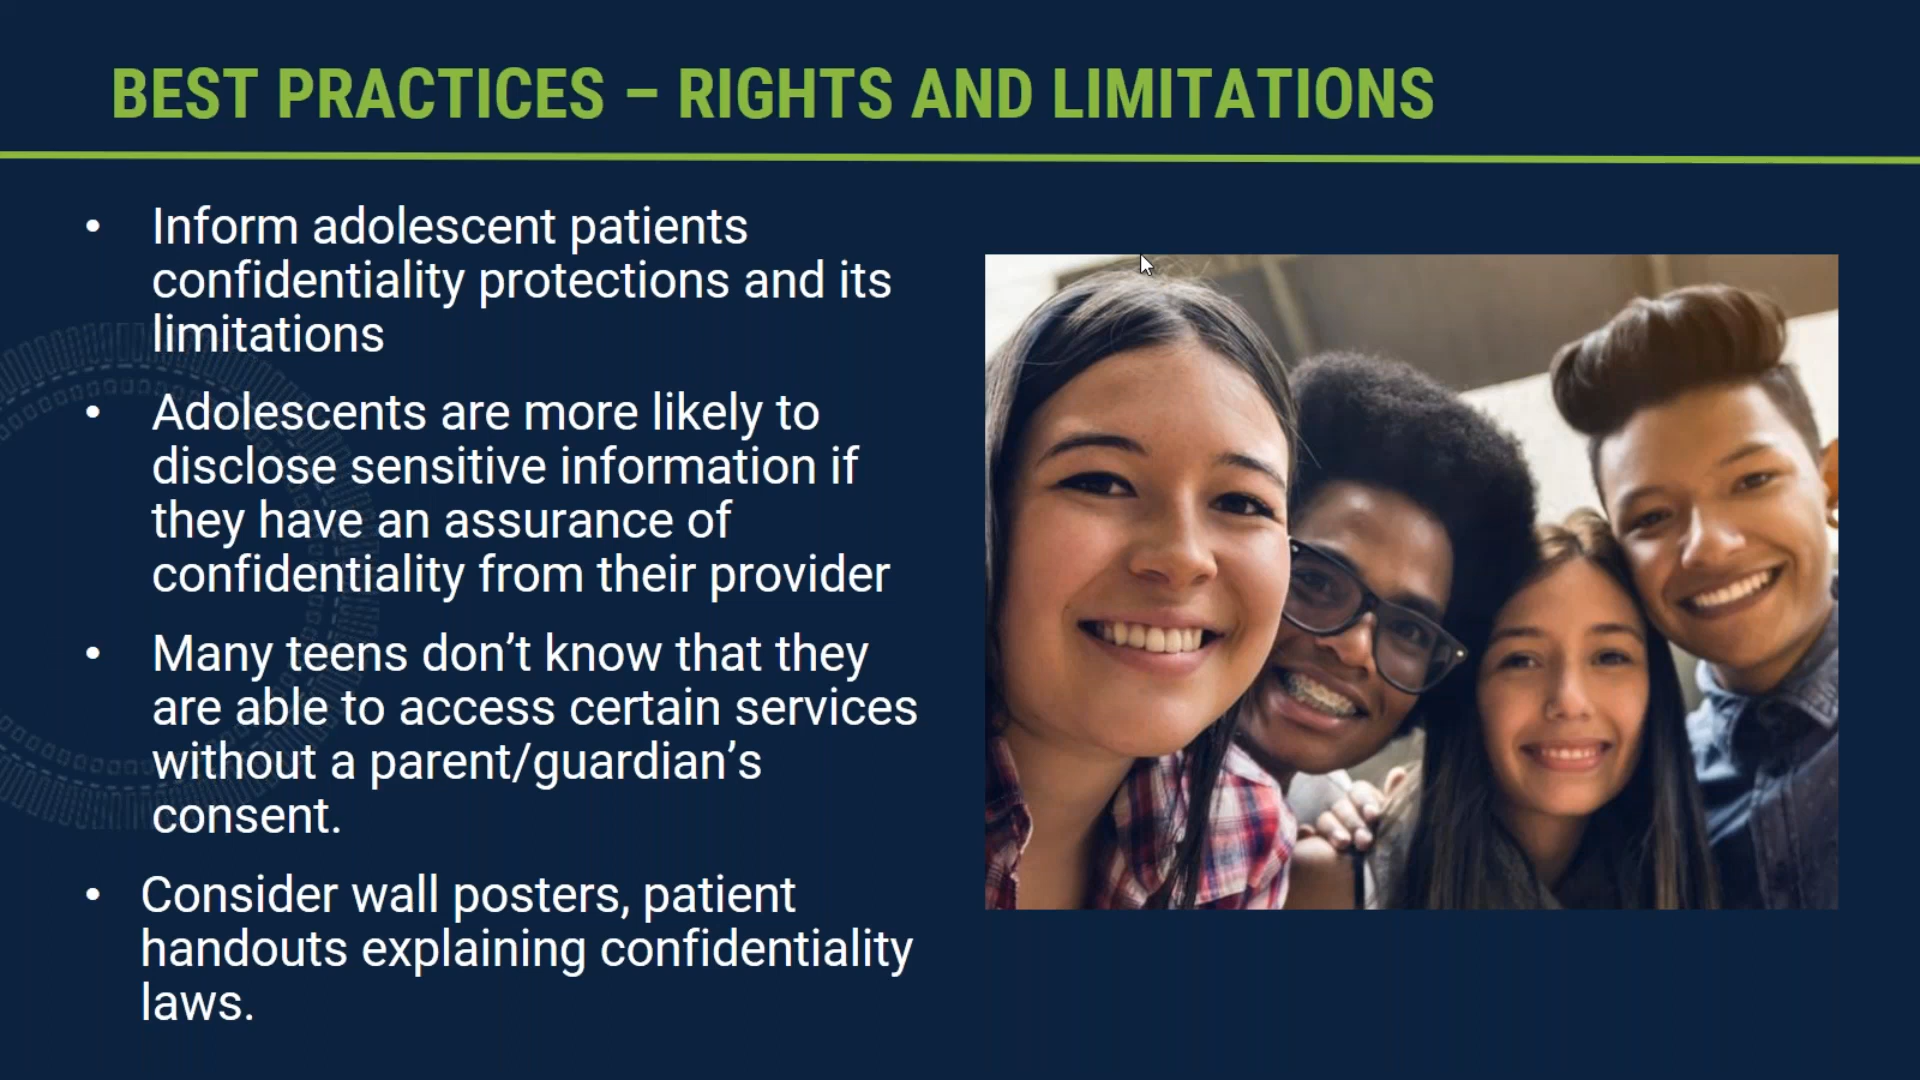 BEST PRACTICES – RIGHTS AND LIMITATIONS
• Inform adolescent patients
confidentiality protections and its
limitations
• Adolescents are more likely to
disclose sensitive information if
they have an assurance of
confidentiality from their provider
• Many teens don’t know that they
are able to access certain services
without a parent/guardian’s
consent.
• Consider wall posters, patient
handouts explaining confidentiality
laws.